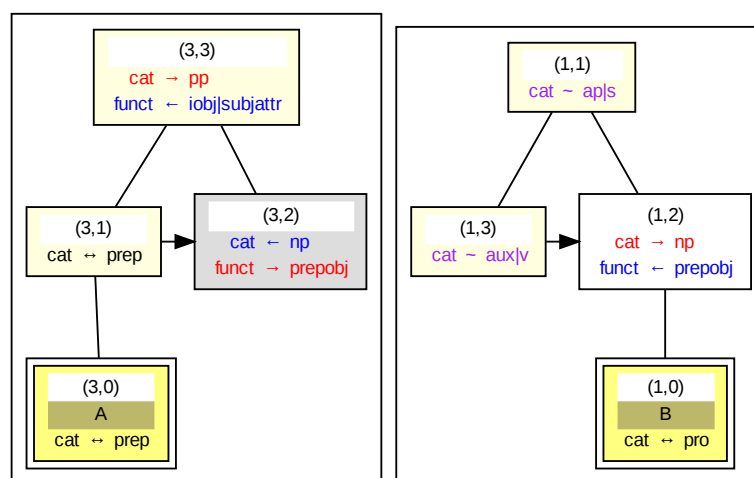 (3,3)
cat → pp
funct ← iobj|subjattr
(3,1)
cat ↔ prep
(3,2)
cat ← np
funct → prepobj
(3,0)
A
cat ↔ prep
(1,1)
cat ~ ap|s
(1,3)
cat ~ aux|v
(1,2)
cat → np
funct ← prepobj
(1,0)
B
cat ↔ pro